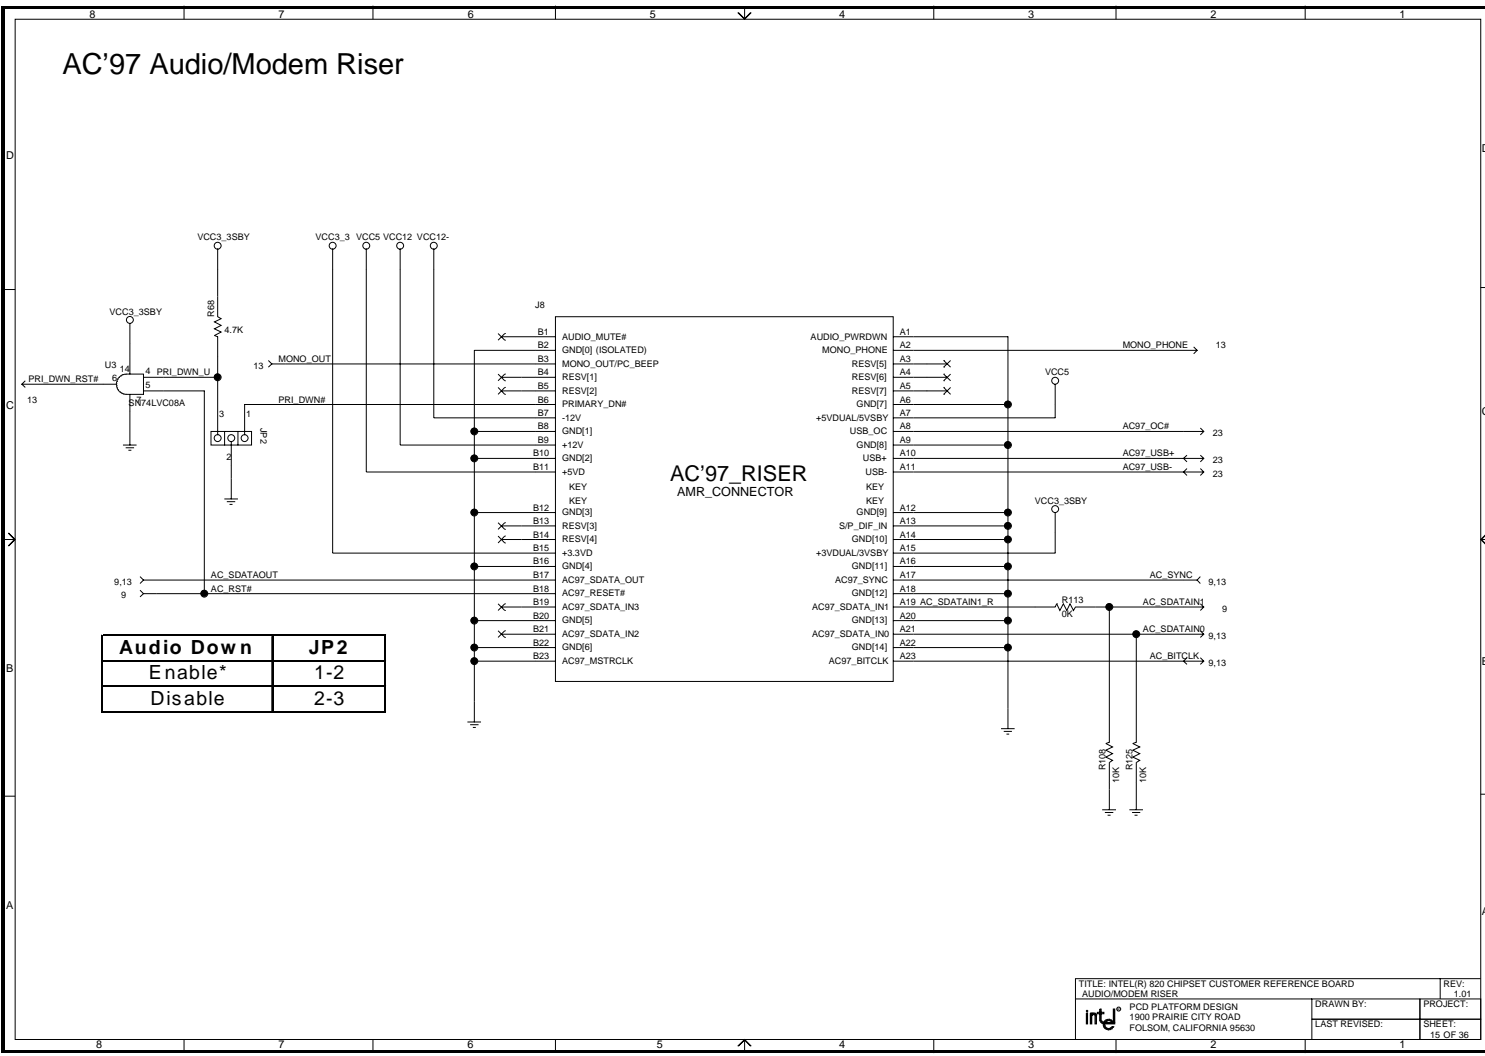 8 7 6 5 4 3 2 1
AC'97 Audio/Modem Riser
D
D
VCC3_3SBY
VCC3_3 VCC5 VCC12 VCC12-
VCC3_3SBY
R68
4.7K
U3
14
4 PRI_DWN_U
6
5
7
SN74LVC08A
PRI_DWN_RST#
13
13 MONO_OUT
PRI_DWN#
3
1
2
JP2
C
C
J8
B1 AUDIO_MUTE#
B2 GND[0] (ISOLATED)
B3 MONO_OUT/PC_BEEP
B4 RESV[1]
B5 RESV[2]
B6 PRIMARY_DN#
B7 -12V
B8 GND[1]
B9 +12V
B10 GND[2]
B11 +5VD
KEY
KEY
B12 GND[3]
B13 RESV[3]
B14 RESV[4]
B15 +3.3VD
B16 GND[4]
B17 AC97_SDATA_OUT
B18 AC97_RESET#
B19 AC97_SDATA_IN3
B20 GND[5]
B21 AC97_SDATA_IN2
B22 GND[6]
B23 AC97_MSTRCLK
AC'97_RISER
AMR_CONNECTOR
AUDIO_PWRDWN A1
MONO_PHONE A2
RESV[5] A3
RESV[6] A4
RESV[7] A5
GND[7] A6
+5VDUAL/5VSBY A7
USB_OC A8
GND[8] A9
USB+ A10
USB- A11
KEY
KEY
GND[9] A12
S/P_DIF_IN A13
GND[10] A14
+3VDUAL/3VSBY A15
GND[11] A16
AC97_SYNC A17
GND[12] A18
AC97_SDATA_IN1 A19 AC_SDATAIN1_R
GND[13] A20
AC97_SDATA_IN0 A21
GND[14] A22
AC97_BITCLK A23
MONO_PHONE 13
VCC5
AC97_OC# 23
AC97_USB+ 23
AC97_USB- 23
VCC3_3SBY
AC_SYNC 9,13
R113
0K
AC_SDATAIN1 9
AC_SDATAIN0 9,13
AC_BITCLK 9,13
R108
10K
R125
10K
9,13 AC_SDATAOUT
9 AC_RST#
B
B
Audio Down JP2
Enable* 1-2
Disable 2-3
A
A
TITLE: INTEL(R) 820 CHIPSET CUSTOMER REFERENCE BOARD
AUDIO/MODEM RISER
REV:
1.01
intel®
PCD PLATFORM DESIGN
1900 PRAIRIE CITY ROAD
FOLSOM, CALIFORNIA 95630
DRAWN BY:
PROJECT:
LAST REVISED:
SHEET:
15 OF 36
8 7 6 5 4 3 2 1